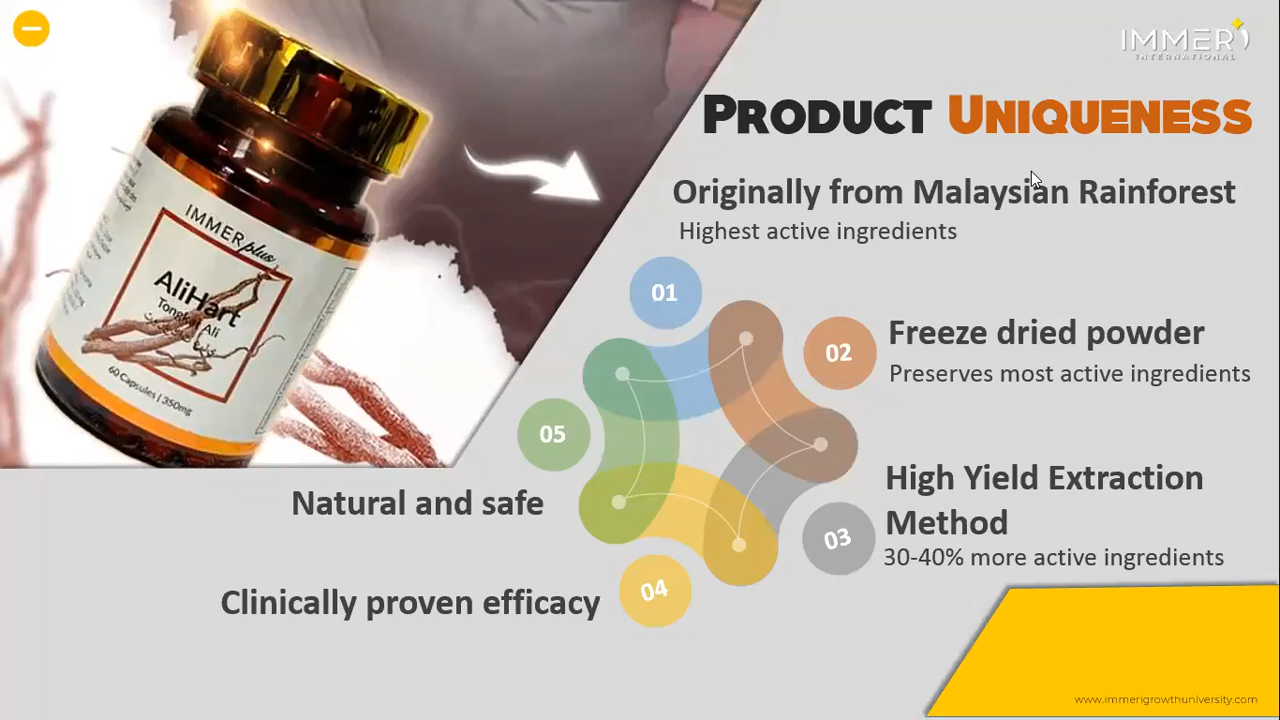 IMMERi
INTERNATIONAL
PRODUCT UNIQUENESS
Originally from Malaysian Rainforest
Highest active ingredients
01
02
Freeze dried powder
Preserves most active ingredients
03
High Yield Extraction
Method
30-40% more active ingredients
04
Clinically proven efficacy
05
Natural and safe
IMMERplus
AliHart
Tongkat Ali
60 Capsules | 350mg
www.immerigrowthuniversity.com